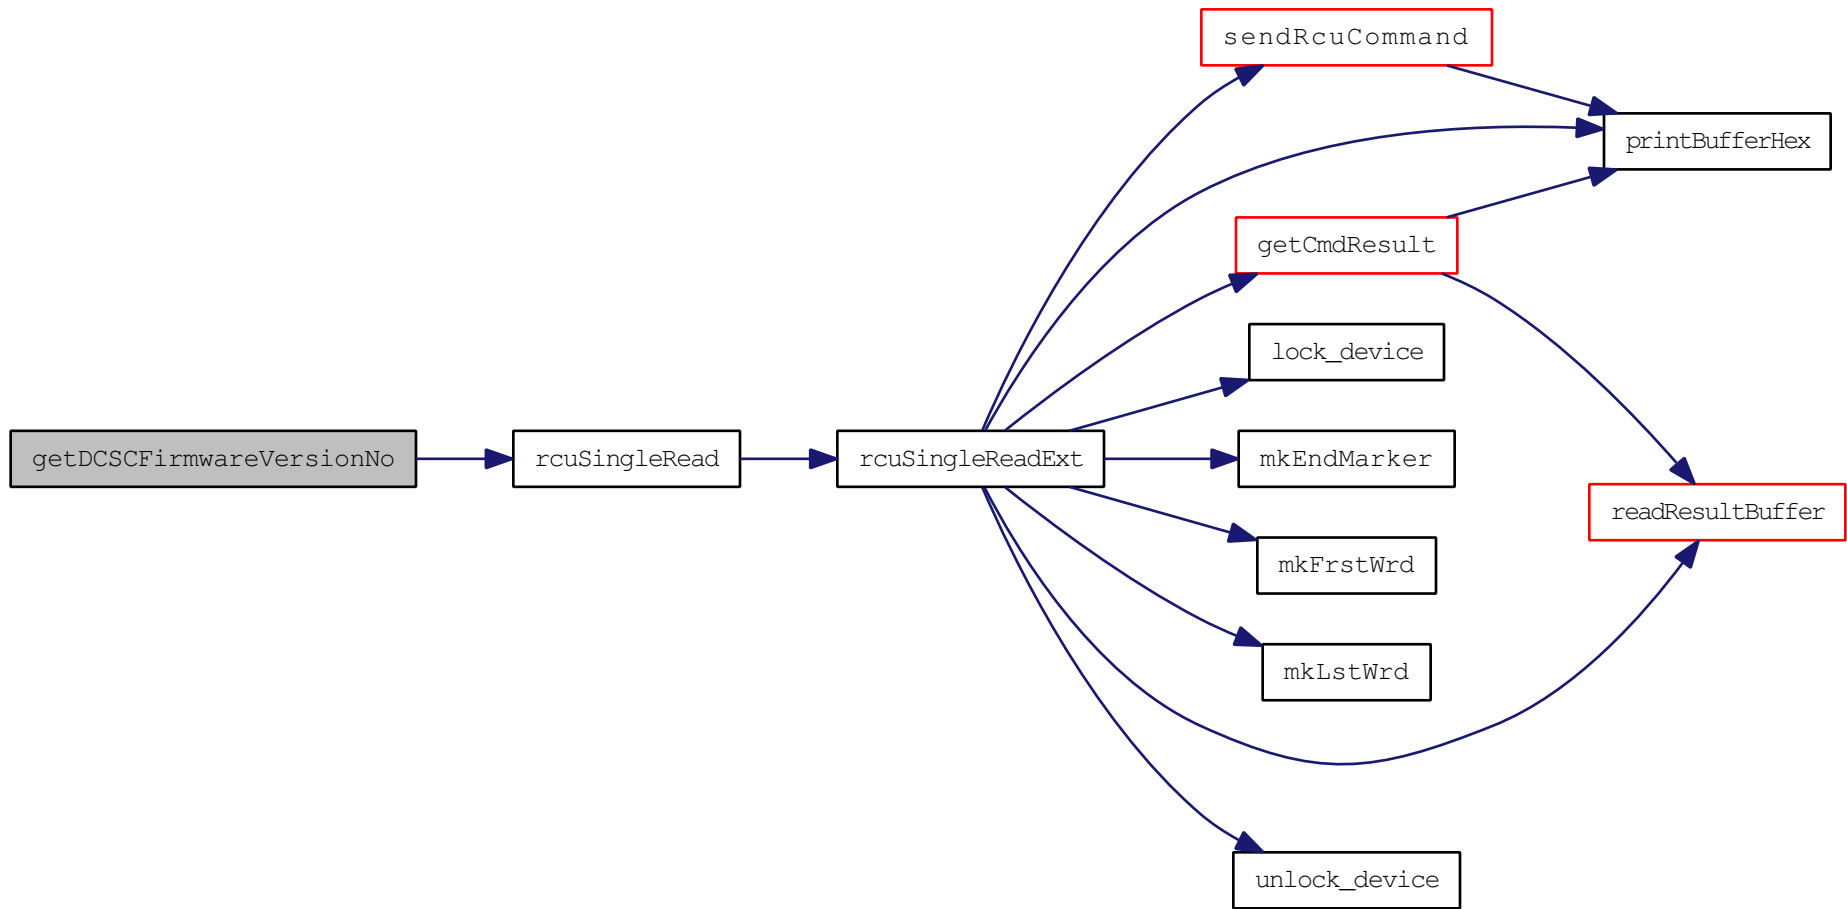 sendRcuCommand
printBufferHex
getCmdResult
lock_device
getDCSCFirmwareVersionNo
rcuSingleRead
rcuSingleReadExt
mkEndMarker
readResultBuffer
mkFrstWrd
mkLstWrd
unlock_device